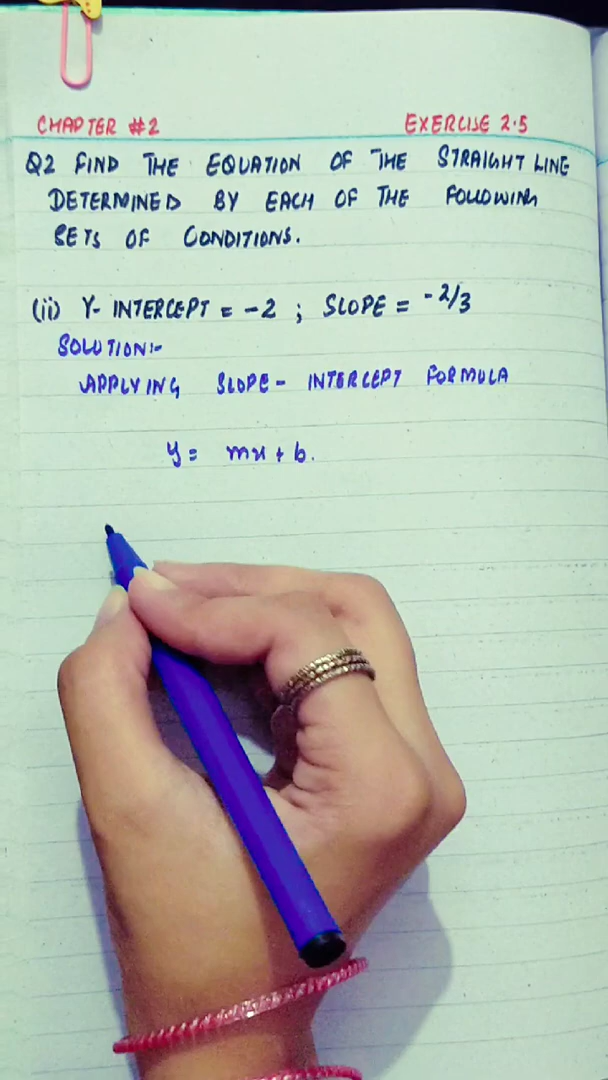 CHAPTER #2 EXERCISE 2.5
Q2 FIND THE EQUATION OF THE STRAIGHT LINE
DETERMINED BY EACH OF THE FOLLOWING
SETS OF CONDITIONS.
(ii) Y-INTERCEPT = -2 ; SLOPE = -2/3
SOLUTION:-
APPLYING SLOPE - INTERCEPT FORMULA
y = mx + b.